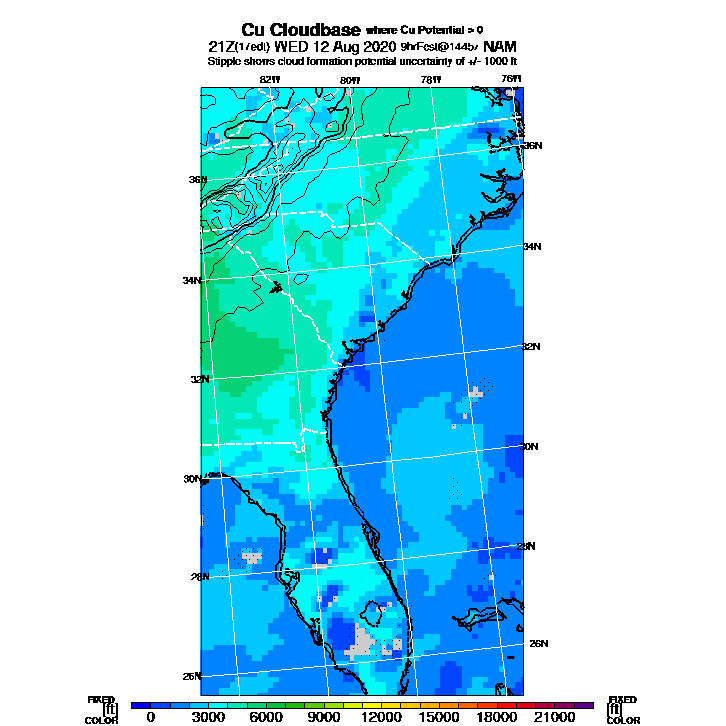 Cu Cloudbase where Cu Potential > 0
21Z(17edt) WED 12 Aug 2020 9hrFcst@1445z NAM
Stipple shows cloud formation potential uncertainty of +/- 1000 ft
82W 80W 78W 76W
36N
36N
34N
34N
32N
32N
30N
30N
28N
28N
26N
26N
FIXED FIXED
[ft] [ft]
COLOR 0 3000 6000 9000 12000 15000 18000 21000 COLOR